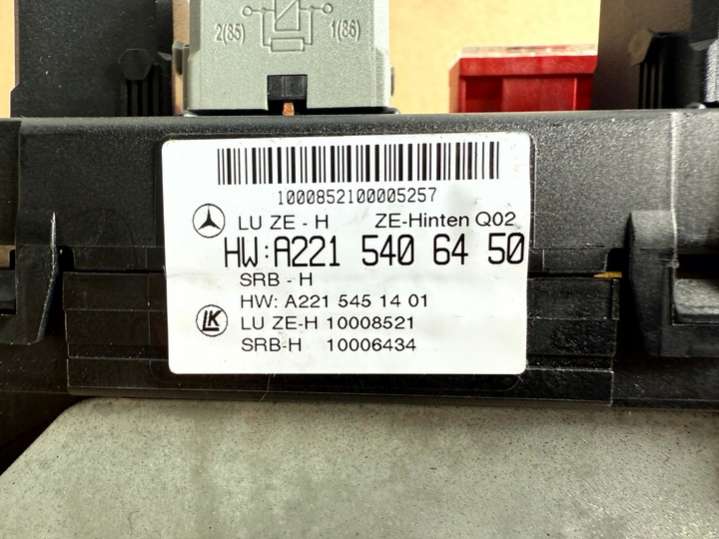 2(85) 1(86)
1000852100005257
LU ZE - H ZE-Hinten Q02
HW:A221 540 64 50
SRB - H
HW: A221 545 14 01
LK LU ZE-H 10008521
SRB-H 10006434